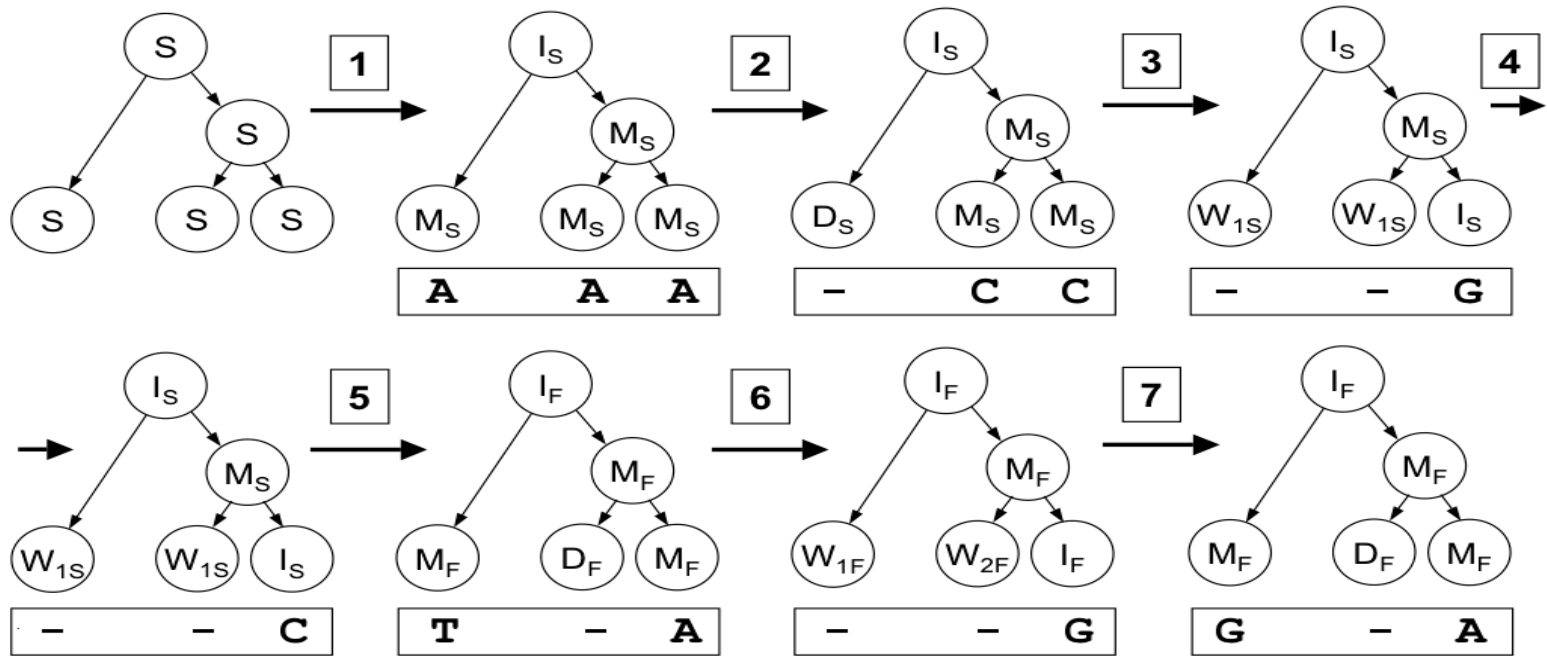 S 1 I_S 2 I_S 3 I_S 4
S M_S M_S M_S
S S S M_S M_S M_S D_S M_S M_S W_1S W_1S I_S
A A A - C C - - G
I_S 5 I_F 6 I_F 7 I_F
M_S M_F M_F M_F
W_1S W_1S I_S M_F D_F M_F W_1F W_2F I_F M_F D_F M_F
- - C T - A - - G G - A